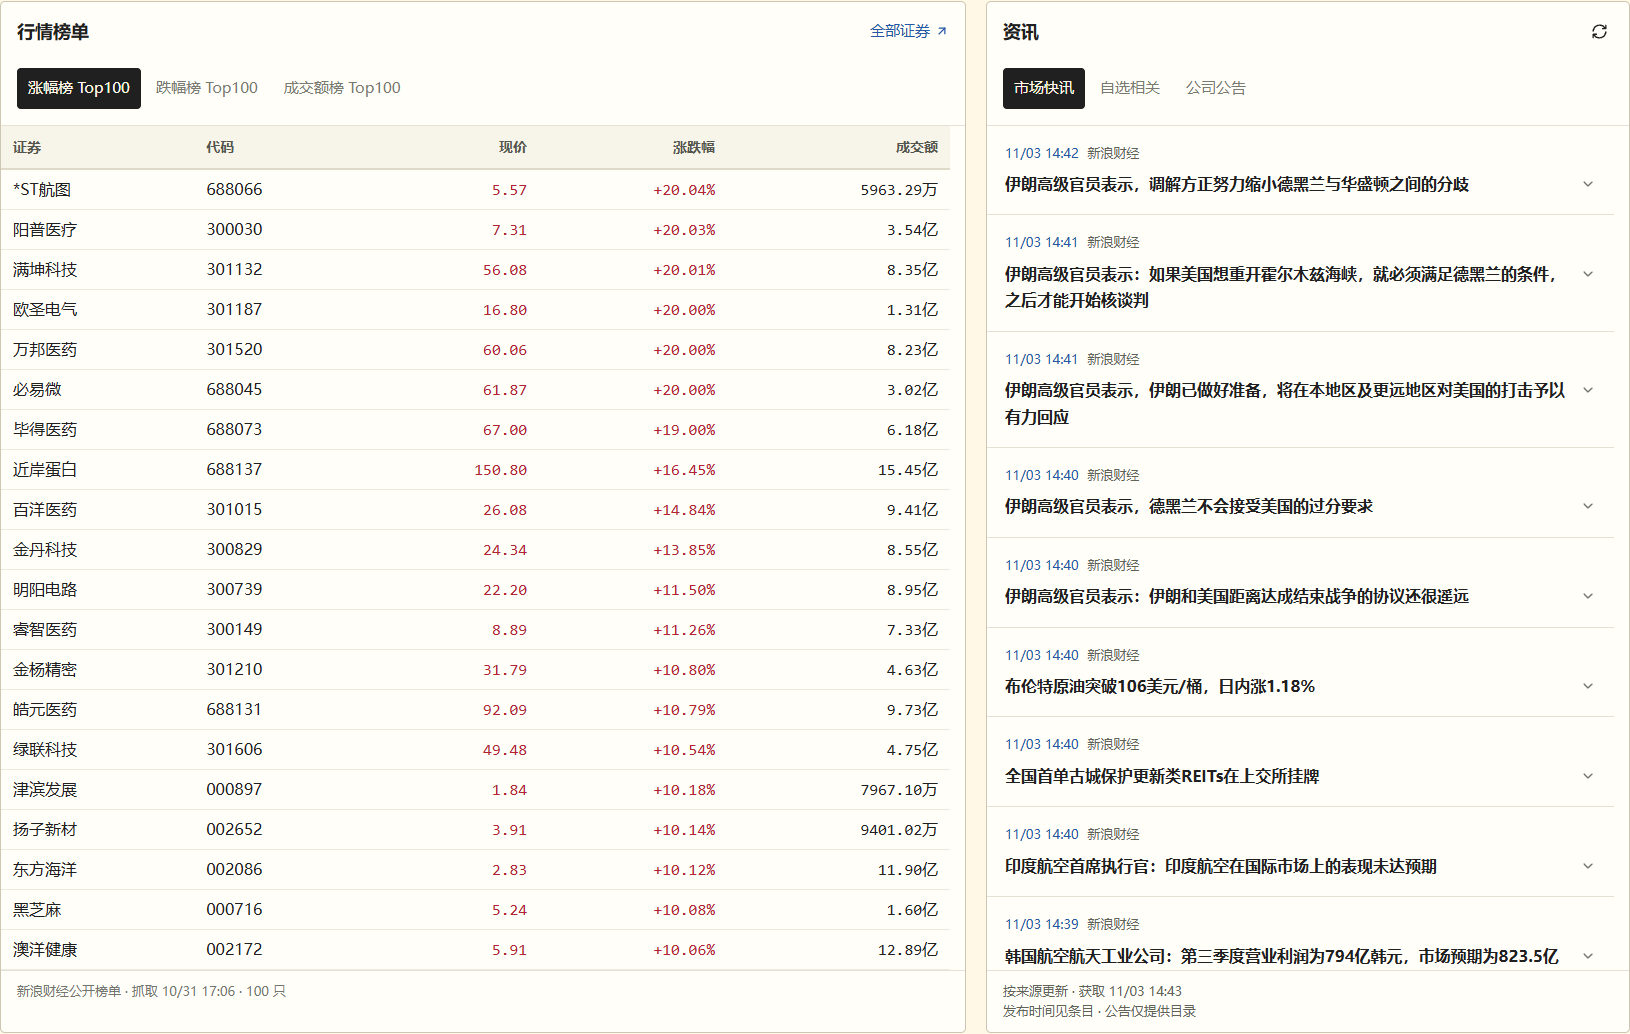 行情榜单
全部证券
涨幅榜 Top100 跌幅榜 Top100 成交额榜 Top100
证券 代码 现价 涨跌幅 成交额
*ST航图 688066 5.57 +20.04% 5963.29万
阳普医疗 300030 7.31 +20.03% 3.54亿
满坤科技 301132 56.08 +20.01% 8.35亿
欧圣电气 301187 16.80 +20.00% 1.31亿
万邦医药 301520 60.06 +20.00% 8.23亿
必易微 688045 61.87 +20.00% 3.02亿
毕得医药 688073 67.00 +19.00% 6.18亿
近岸蛋白 688137 150.80 +16.45% 15.45亿
百洋医药 301015 26.08 +14.84% 9.41亿
金丹科技 300829 24.34 +13.85% 8.55亿
明阳电路 300739 22.20 +11.50% 8.95亿
睿智医药 300149 8.89 +11.26% 7.33亿
金杨精密 301210 31.79 +10.80% 4.63亿
皓元医药 688131 92.09 +10.79% 9.73亿
绿联科技 301606 49.48 +10.54% 4.75亿
津滨发展 000897 1.84 +10.18% 7967.10万
扬子新材 002652 3.91 +10.14% 9401.02万
东方海洋 002086 2.83 +10.12% 11.90亿
黑芝麻 000716 5.24 +10.08% 1.60亿
澳洋健康 002172 5.91 +10.06% 12.89亿
新浪财经公开榜单 · 抓取 10/31 17:06 · 100 只
资讯
市场快讯 自选相关 公司公告
11/03 14:42 新浪财经
伊朗高级官员表示，调解方正努力缩小德黑兰与华盛顿之间的分歧
11/03 14:41 新浪财经
伊朗高级官员表示：如果美国想重开霍尔木兹海峡，就必须满足德黑兰的条件，
之后才能开始核谈判
11/03 14:41 新浪财经
伊朗高级官员表示，伊朗已做好准备，将在本地区及更远地区对美国的打击予以
有力回应
11/03 14:40 新浪财经
伊朗高级官员表示，德黑兰不会接受美国的过分要求
11/03 14:40 新浪财经
伊朗高级官员表示：伊朗和美国距离达成结束战争的协议还很遥远
11/03 14:40 新浪财经
布伦特原油突破106美元/桶，日内涨1.18%
11/03 14:40 新浪财经
全国首单古城保护更新类REITs在上交所挂牌
11/03 14:40 新浪财经
印度航空首席执行官：印度航空在国际市场上的表现未达预期
11/03 14:39 新浪财经
韩国航空航天工业公司：第三季度营业利润为794亿韩元，市场预期为823.5亿
按来源更新 · 获取 11/03 14:43
发布时间见条目 · 公告仅提供目录